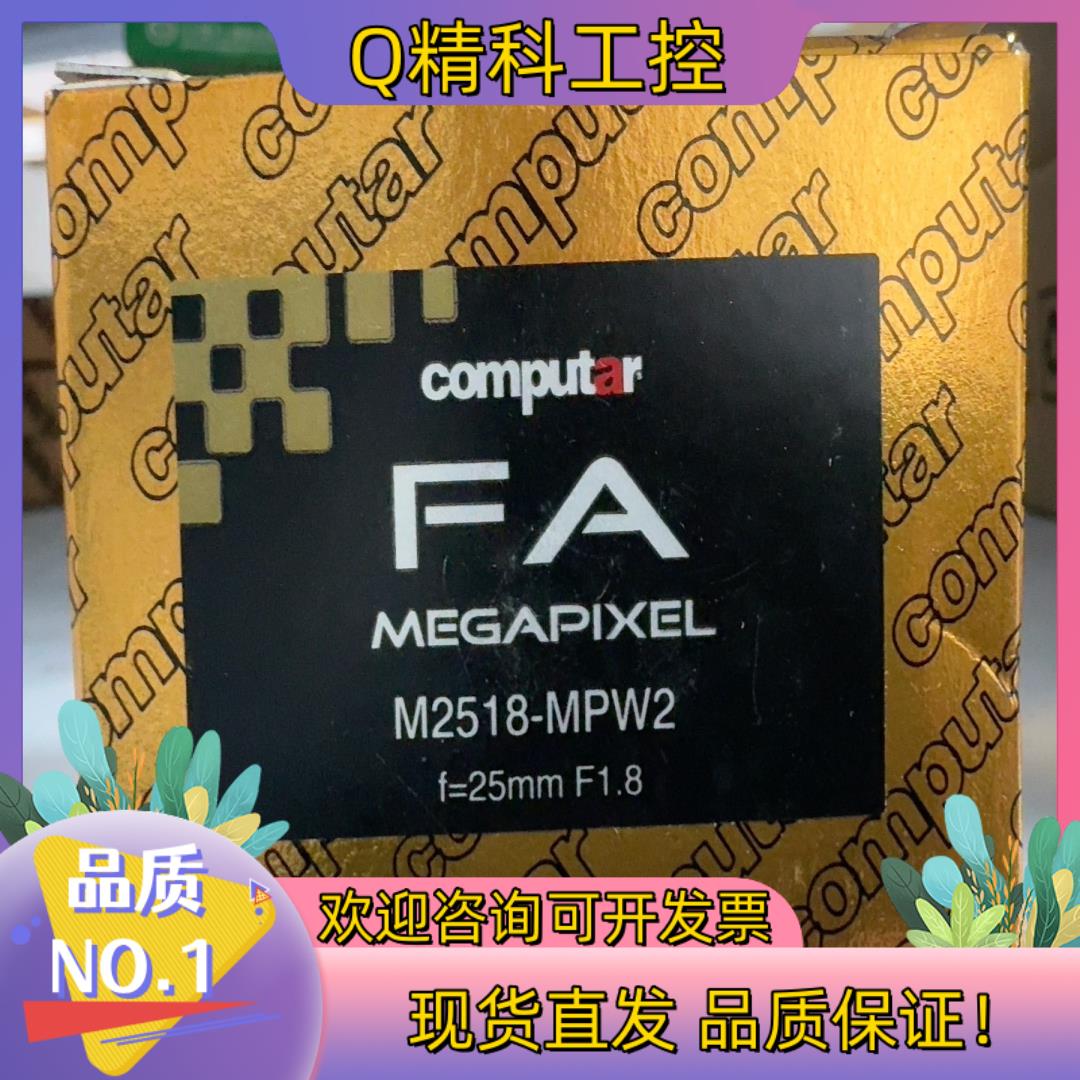 Q精科工控
computar
FA
MEGAPIXEL
M2518-MPW2
f=25mm F1.8
品质
NO.1
欢迎咨询可开发票
现货直发 品质保证!